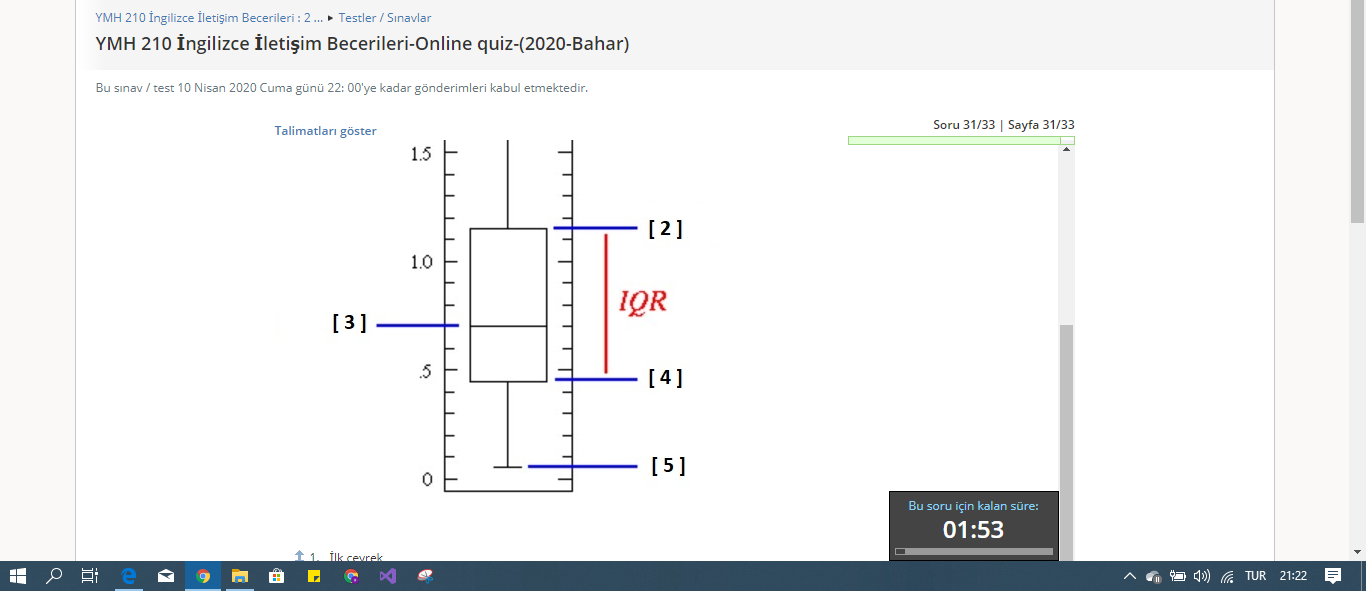 YMH 210 İngilizce İletişim Becerileri : 2 ... ▸ Testler / Sınavlar
YMH 210 İngilizce İletişim Becerileri-Online quiz-(2020-Bahar)
Bu sınav / test 10 Nisan 2020 Cuma günü 22: 00'ye kadar gönderimleri kabul etmektedir.
Talimatları göster
Soru 31/33 | Sayfa 31/33
1.5
[ 2 ]
1.0
IQR
[ 3 ]
.5
[ 4 ]
[ 5 ]
0
Bu soru için kalan süre:
01:53
1. İlk çeyrek
TUR 21:22